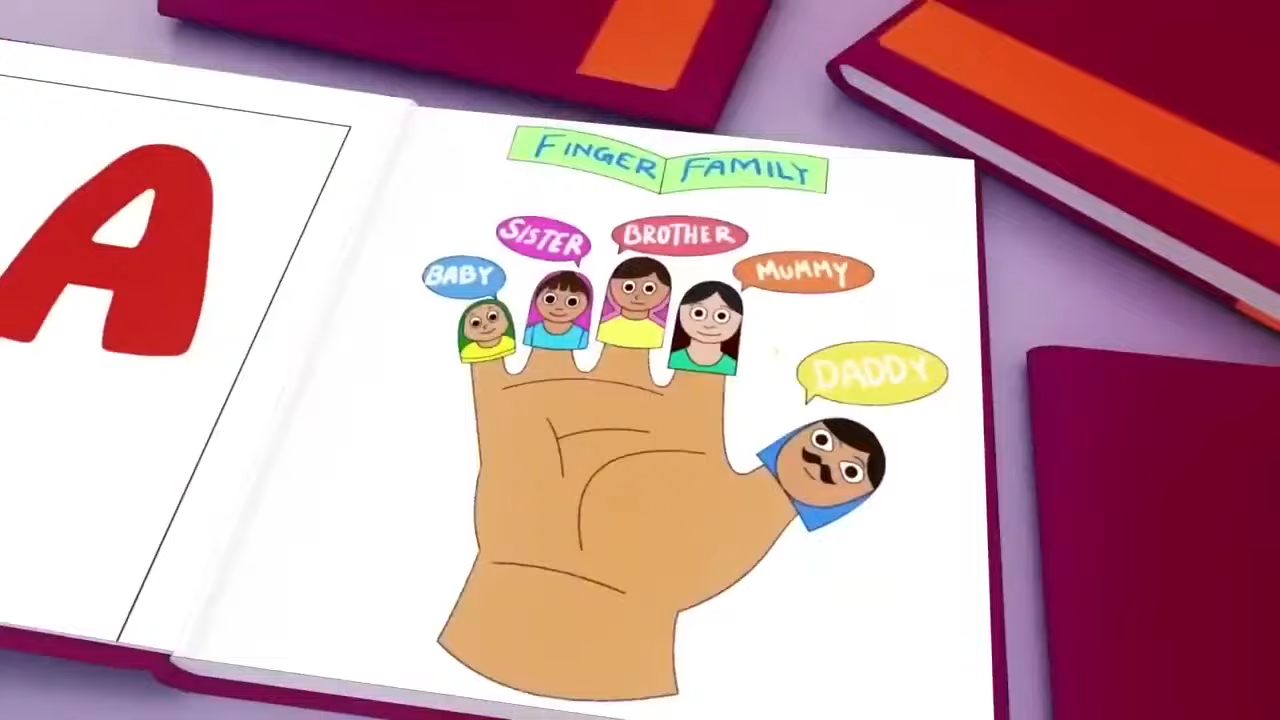 A
FINGER FAMILY
SISTER
BROTHER
BABY
MUMMY
DADDY